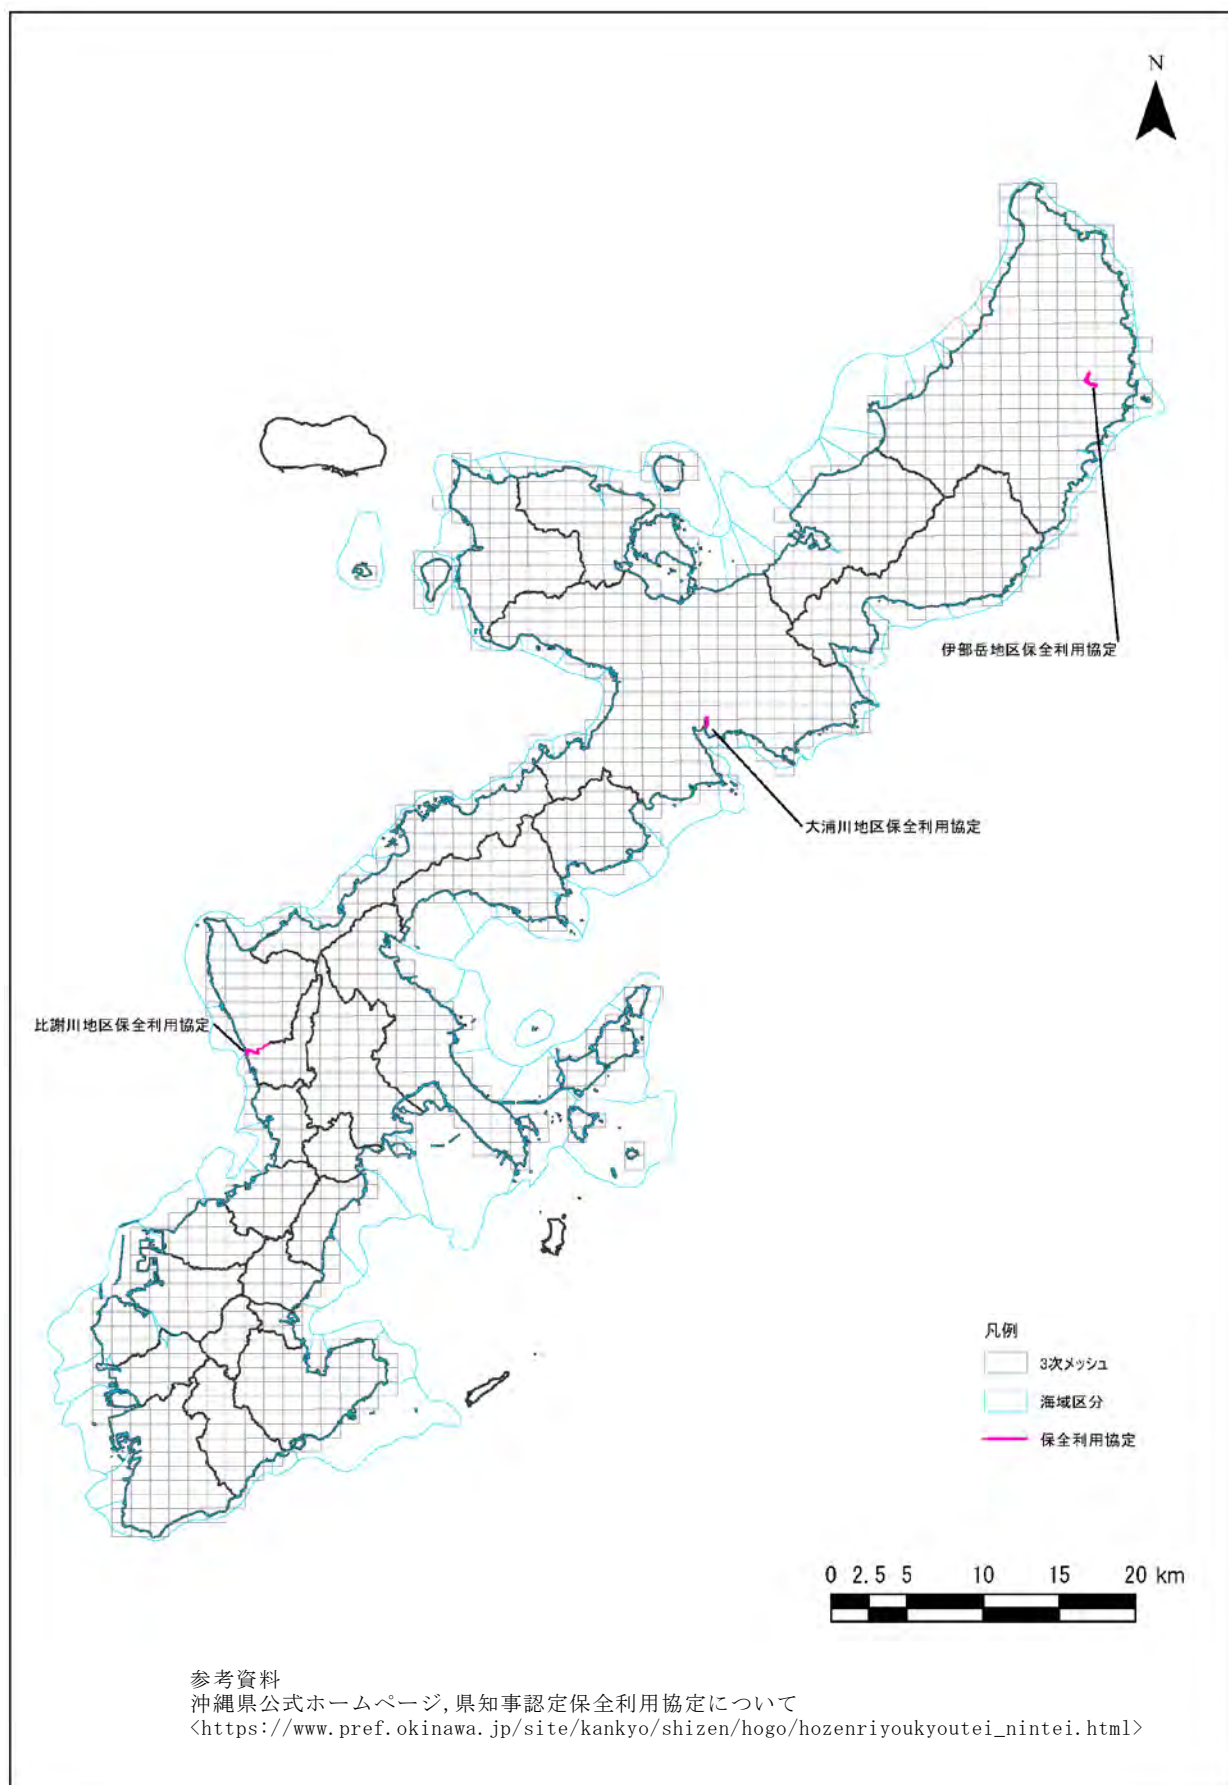 N
伊部岳地区保全利用協定
大浦川地区保全利用協定
比謝川地区保全利用協定
凡例
3次メッシュ
海域区分
保全利用協定
0 2.5 5 10 15 20 km
参考資料
沖縄県公式ホームページ,県知事認定保全利用協定について
<https://www.pref.okinawa.jp/site/kankyo/shizen/hogo/hozenriyoukyoutei_nintei.html>